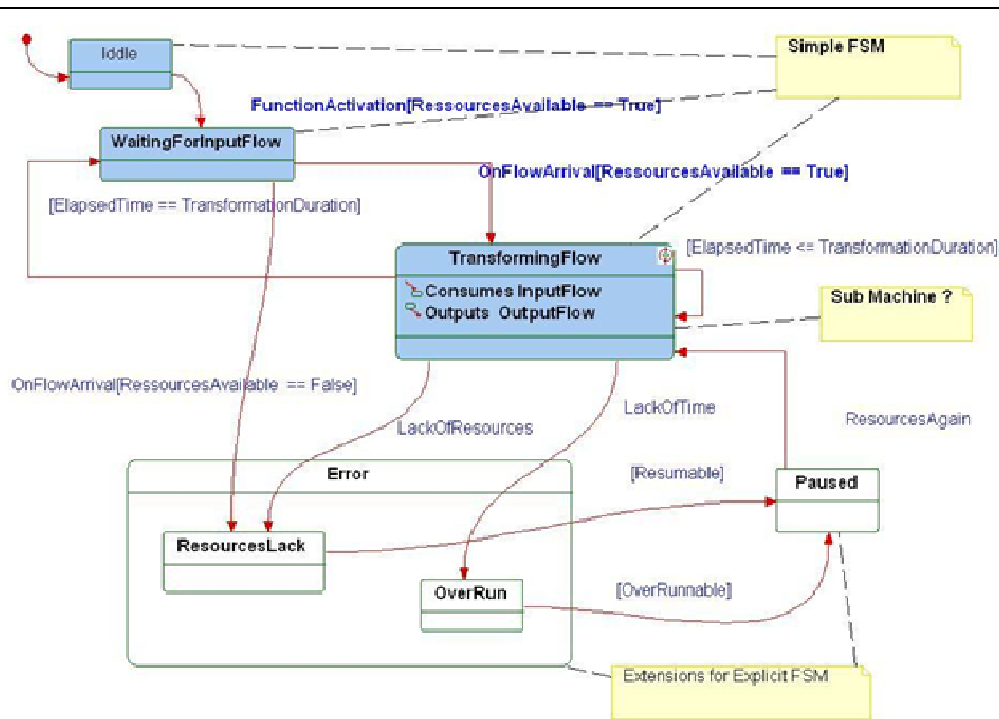 Iddle
Simple FSM
FunctionActivation[RessourcesAvailable == True]
WaitingForInputFlow
OnFlowArrival[RessourcesAvailable == True]
[ElapsedTime == TransformationDuration]
[ElapsedTime <= TransformationDuration]
TransformingFlow
Consumes InputFlow
Outputs OutputFlow
Sub Machine ?
OnFlowArrival[RessourcesAvailable == False]
LackOfResources
LackOfTime
ResourcesAgain
Error
[Resumable]
Paused
ResourcesLack
OverRun
[OverRunnable]
Extensions for Explicit FSM